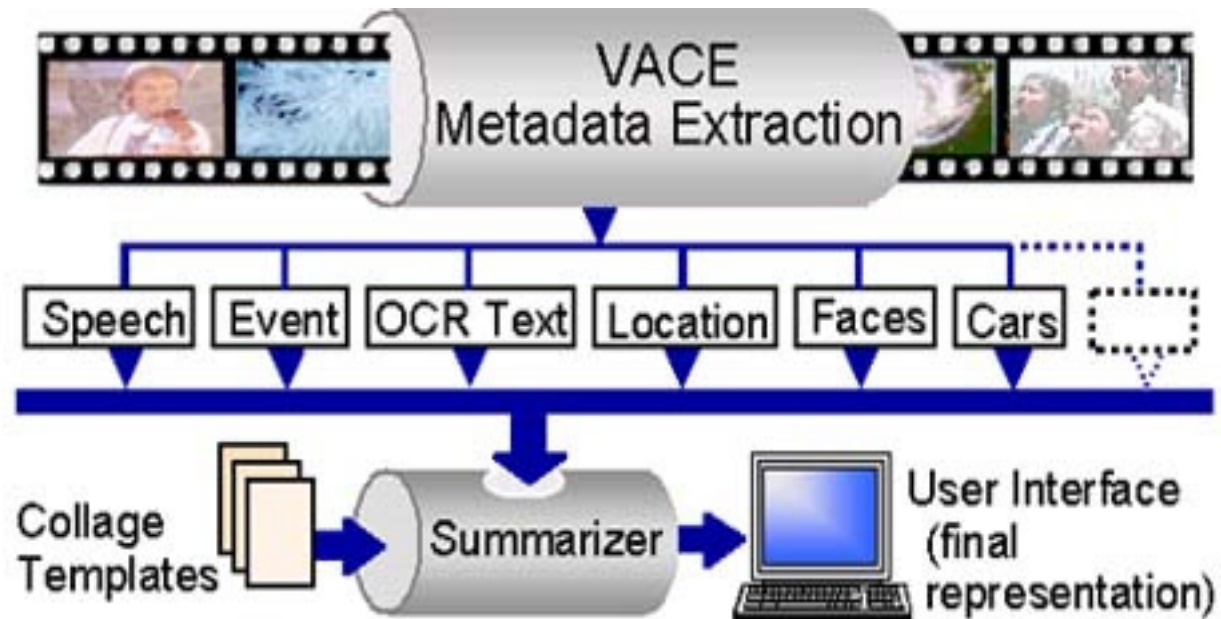 VACE
Metadata Extraction
Speech
Event
OCR Text
Location
Faces
Cars
Collage
Templates
Summarizer
User Interface
(final
representation)